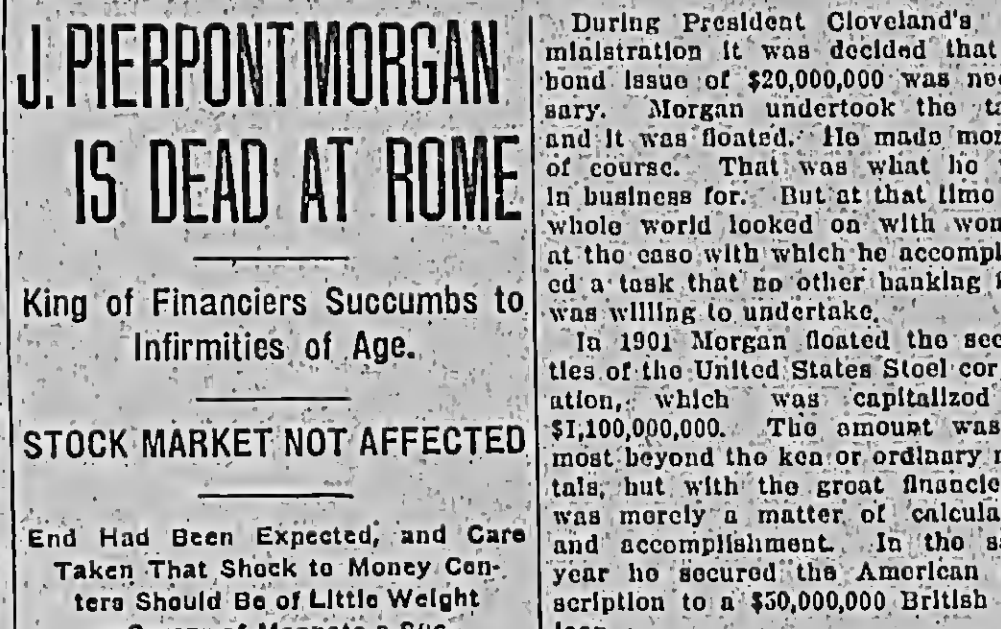 J. PIERPONT MORGAN
IS DEAD AT ROME
King of Financiers Succumbs to
Infirmities of Age.
STOCK MARKET NOT AFFECTED
End Had Been Expected, and Care
Taken That Shock to Money Cen-
ters Should Be of Little Weight
During President Cleveland's
ministration it was decided that
bond issue of $20,000,000 was
sary. Morgan undertook the
and it was floated. He made
of course. That was what he
in business for. But at that time
whole world looked on with
at the ease with which he
ed a task that no other banking
was willing to undertake.
In 1901 Morgan floated the sec
ties of the United States Steel cor
ation, which was capitalized
$1,100,000,000. The amount was
most beyond the ken or ordinary
tals, but with the great financie
was merely a matter of calcula
and accomplishment. In the
year he secured the American
scription to a $50,000,000 British
loan.